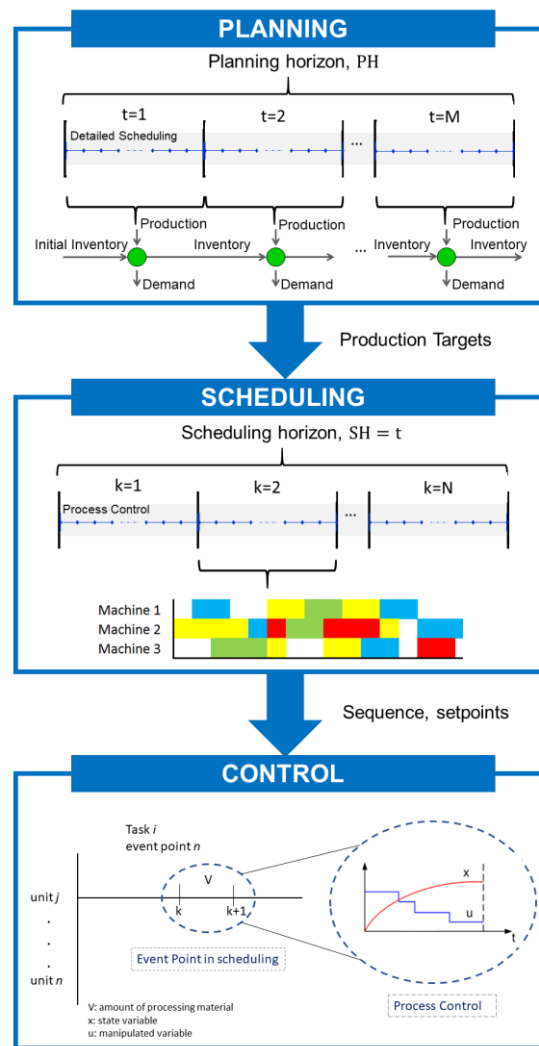 PLANNING
Planning horizon, PH
t=1 t=2 t=M
Detailed Scheduling
...
Production Production Production
Initial Inventory Inventory ... Inventory Inventory
Demand Demand Demand
Production Targets
SCHEDULING
Scheduling horizon, SH = t
k=1 k=2 k=N
Process Control
...
Machine 1
Machine 2
Machine 3
Sequence, setpoints
CONTROL
Task i
event point n
V
x
unit j
k k+1
u
t
.
.
.
Event Point in scheduling
unit n
Process Control
V: amount of processing material
x: state variable
u: manipulated variable